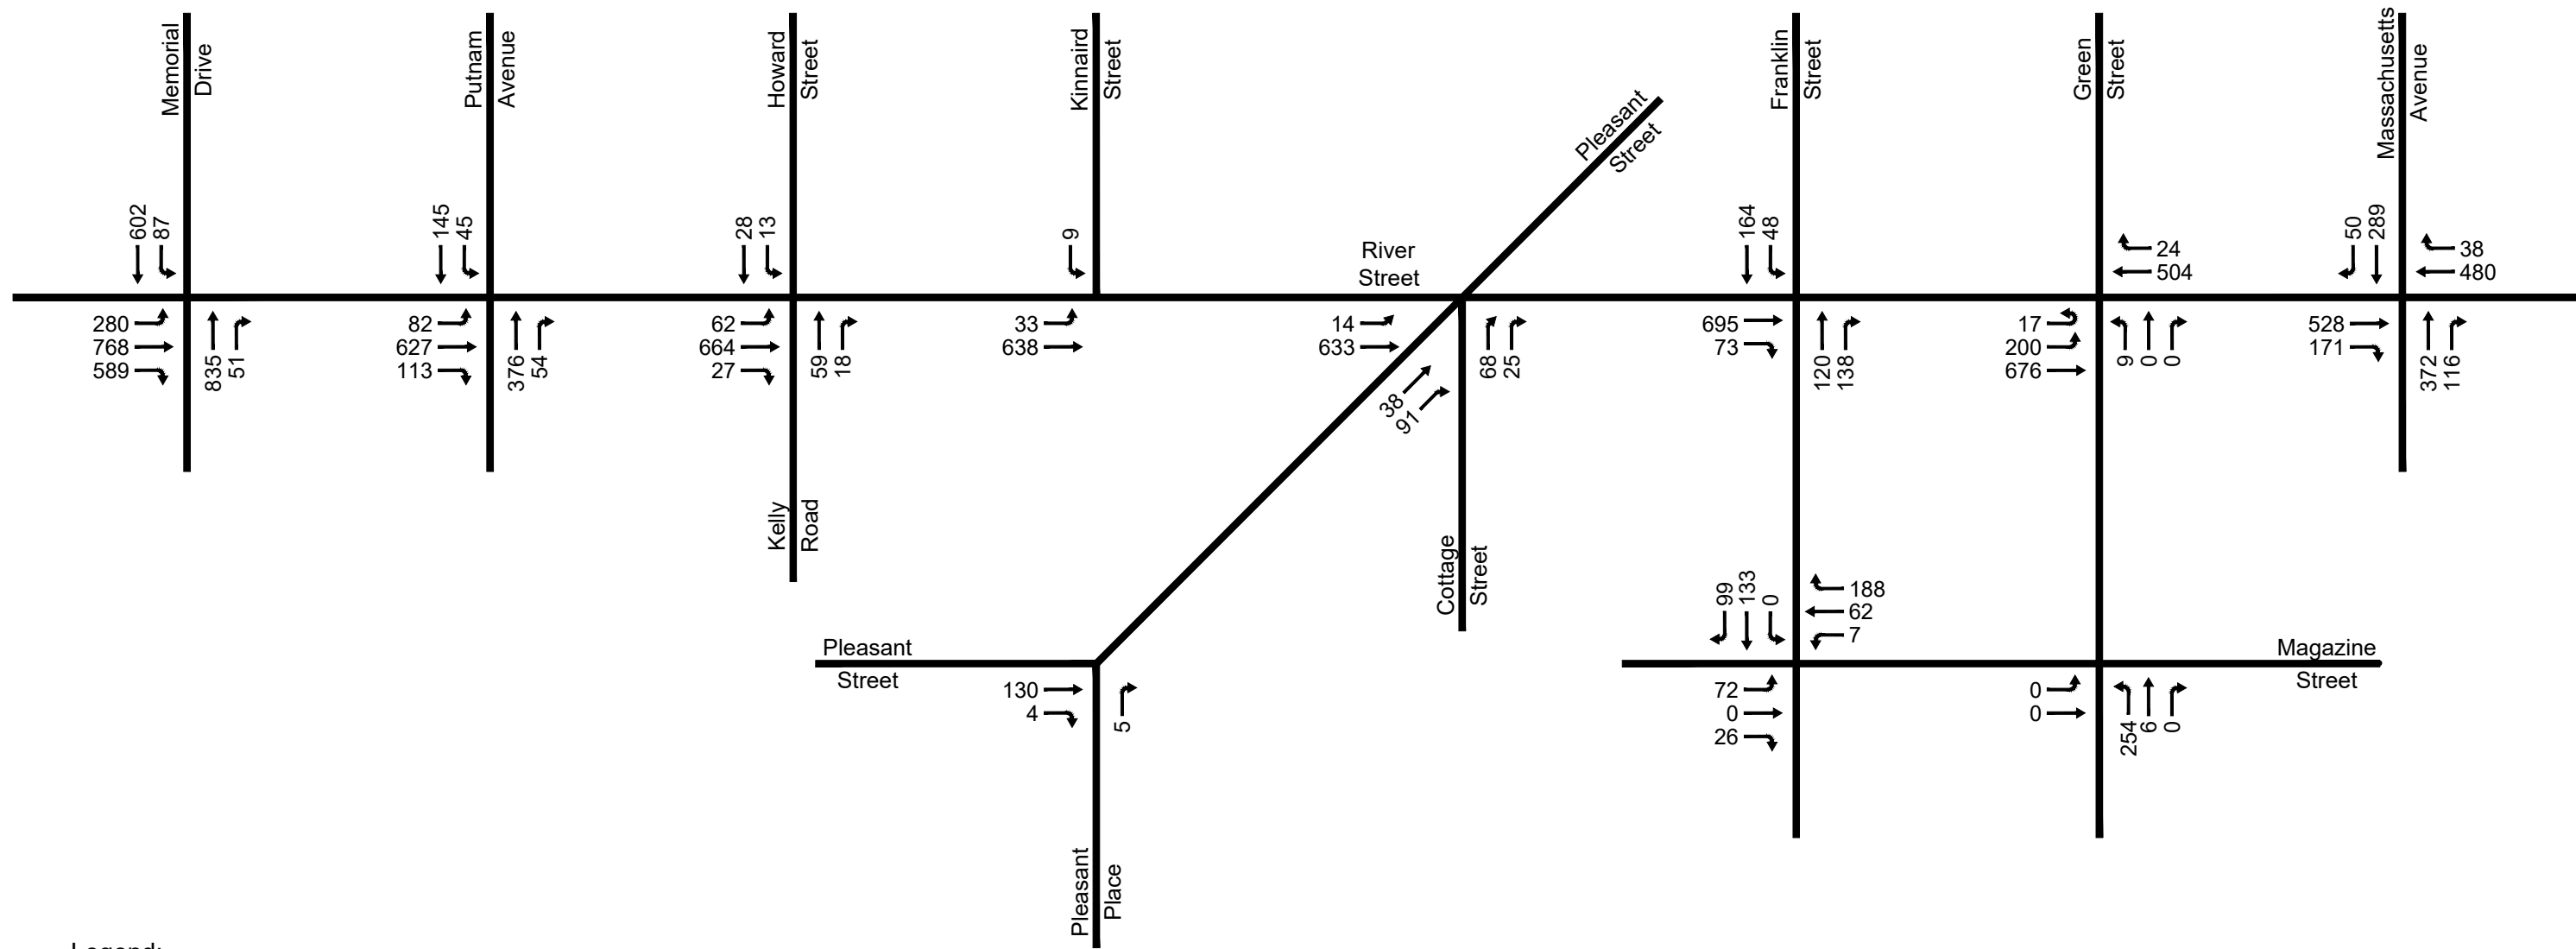 Memorial
Drive
Putnam
Avenue
Howard
Street
Kinnaird
Street
Pleasant
Street
Franklin
Street
Green
Street
Massachusetts
Avenue
River
Street
602
87
145
45
28
13
9
164
48
24
504
50
289
38
480
280
768
589
835
51
82
627
113
376
54
62
664
27
59
18
33
638
14
633
38
91
68
25
695
73
120
138
17
200
676
9
0
0
528
171
372
116
Kelly
Road
Cottage
Street
99
133
0
188
62
7
Pleasant
Street
Magazine
Street
130
4
5
72
0
26
0
0
254
6
0
Pleasant
Place
Legend: